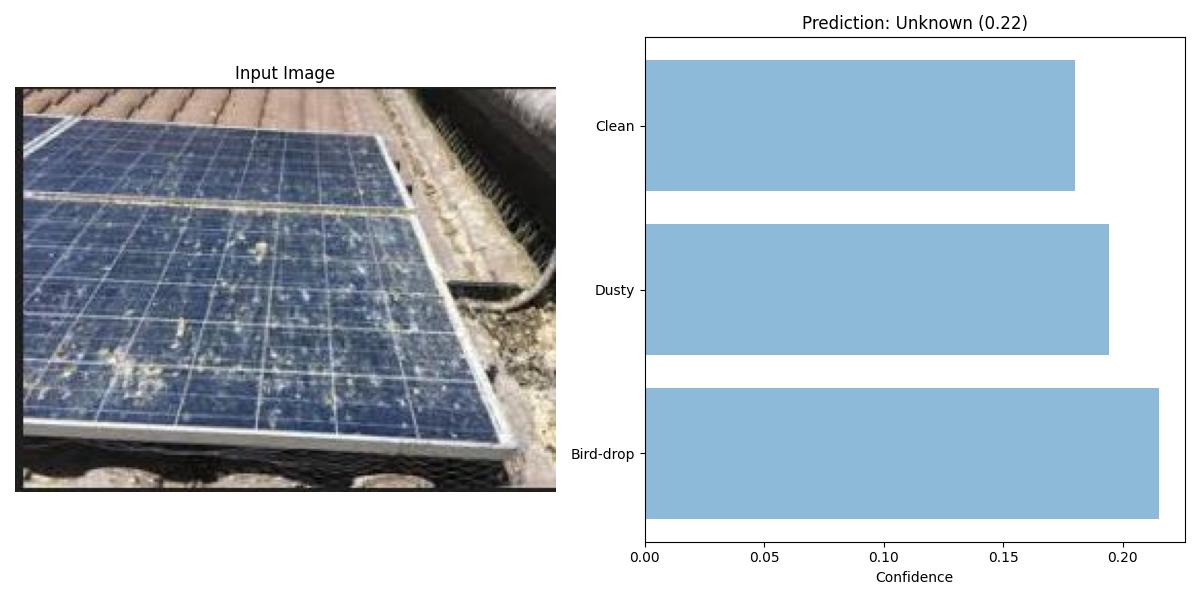 Input Image
Prediction: Unknown (0.22)
Clean
Dusty
Bird-drop
0.00 0.05 0.10 0.15 0.20
Confidence